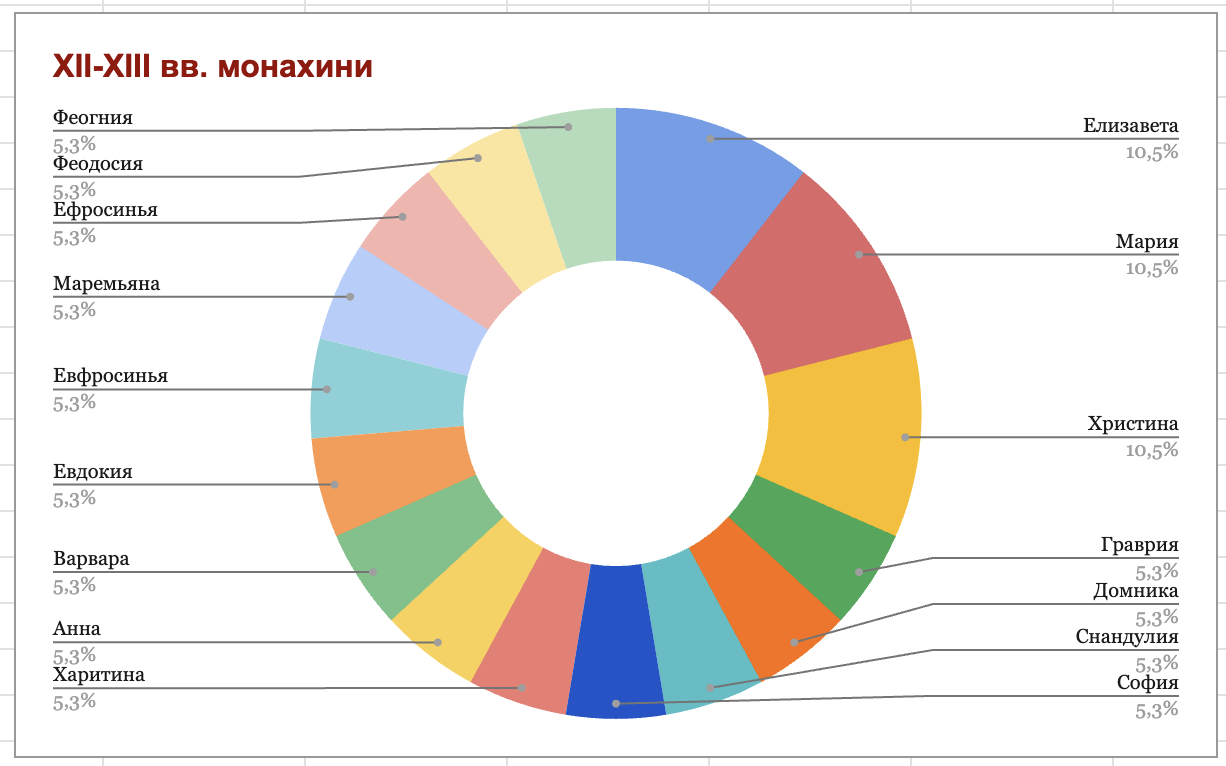 XII-XIII вв. монахини
Феогния
5,3%
Феодосия
5,3%
Ефросинья
5,3%
Маремьяна
5,3%
Евфросинья
5,3%
Евдокия
5,3%
Варвара
5,3%
Анна
5,3%
Харитина
5,3%
Елизавета
10,5%
Мария
10,5%
Христина
10,5%
Граврия
5,3%
Домника
5,3%
Снандулия
5,3%
София
5,3%